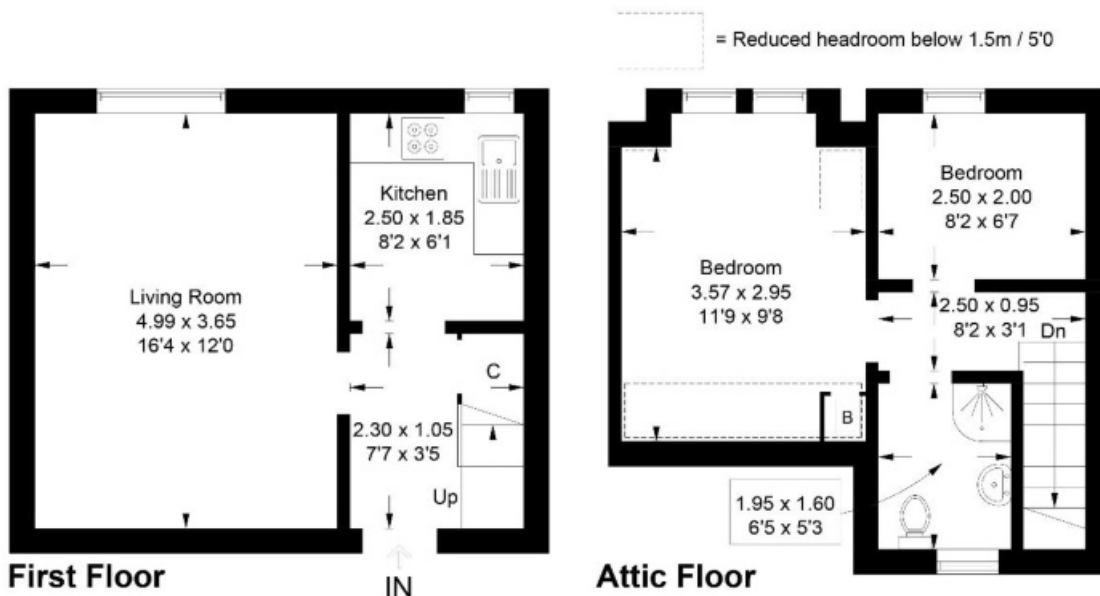 = Reduced headroom below 1.5m / 5'0
Living Room
4.99 x 3.65
16'4 x 12'0
Kitchen
2.50 x 1.85
8'2 x 6'1
C
2.30 x 1.05
7'7 x 3'5
Up
IN
First Floor
Bedroom
3.57 x 2.95
11'9 x 9'8
Bedroom
2.50 x 2.00
8'2 x 6'7
2.50 x 0.95
8'2 x 3'1
Dn
B
1.95 x 1.60
6'5 x 5'3
Attic Floor